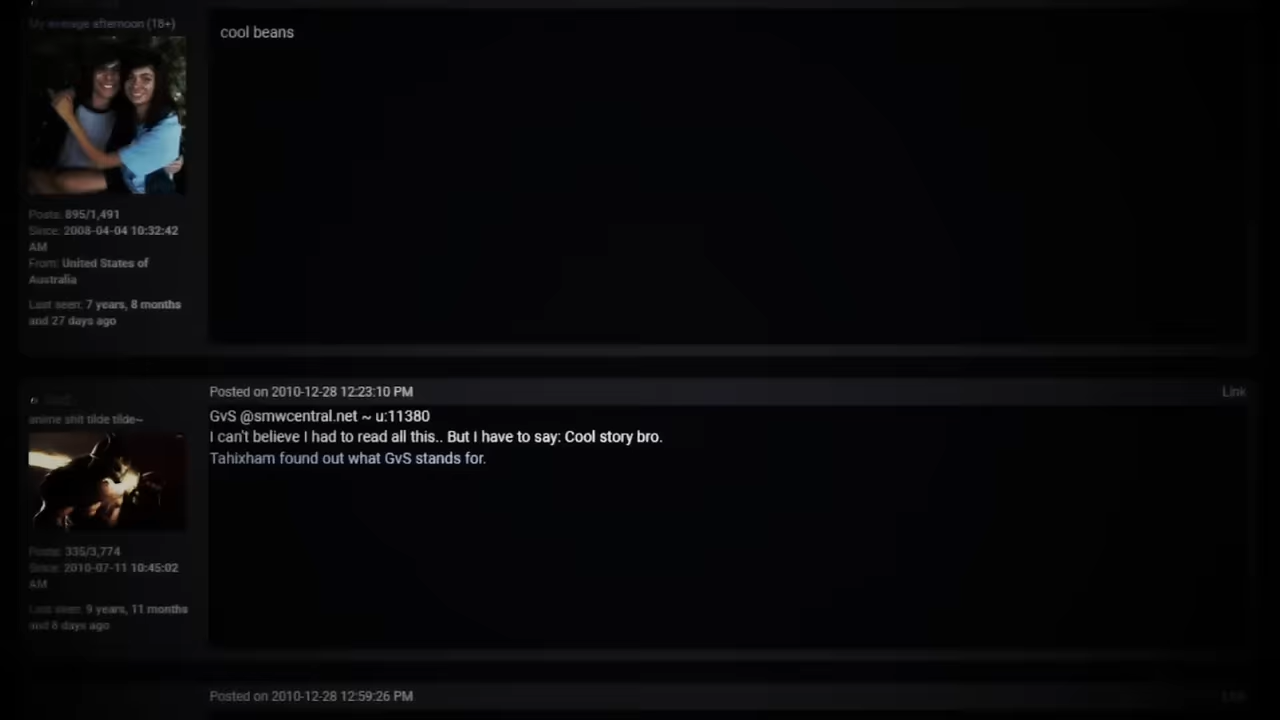 My average afternoon (18+)
cool beans
Posts: 895/1,491
Since: 2008-04-04 10:32:42
AM
From: United States of
Australia
Last seen: 7 years, 8 months
and 27 days ago
Posted on 2010-12-28 12:23:10 PM
Link
anime shit tilde tilde~
GvS @smwcentral.net ~ u:11380
I can't believe I had to read all this.. But I have to say: Cool story bro.
Tahixham found out what GvS stands for.
Posts: 335/3,774
Since: 2010-07-11 10:45:02
AM
Last seen: 9 years, 11 months
and 6 days ago
Posted on 2010-12-28 12:59:26 PM
Link